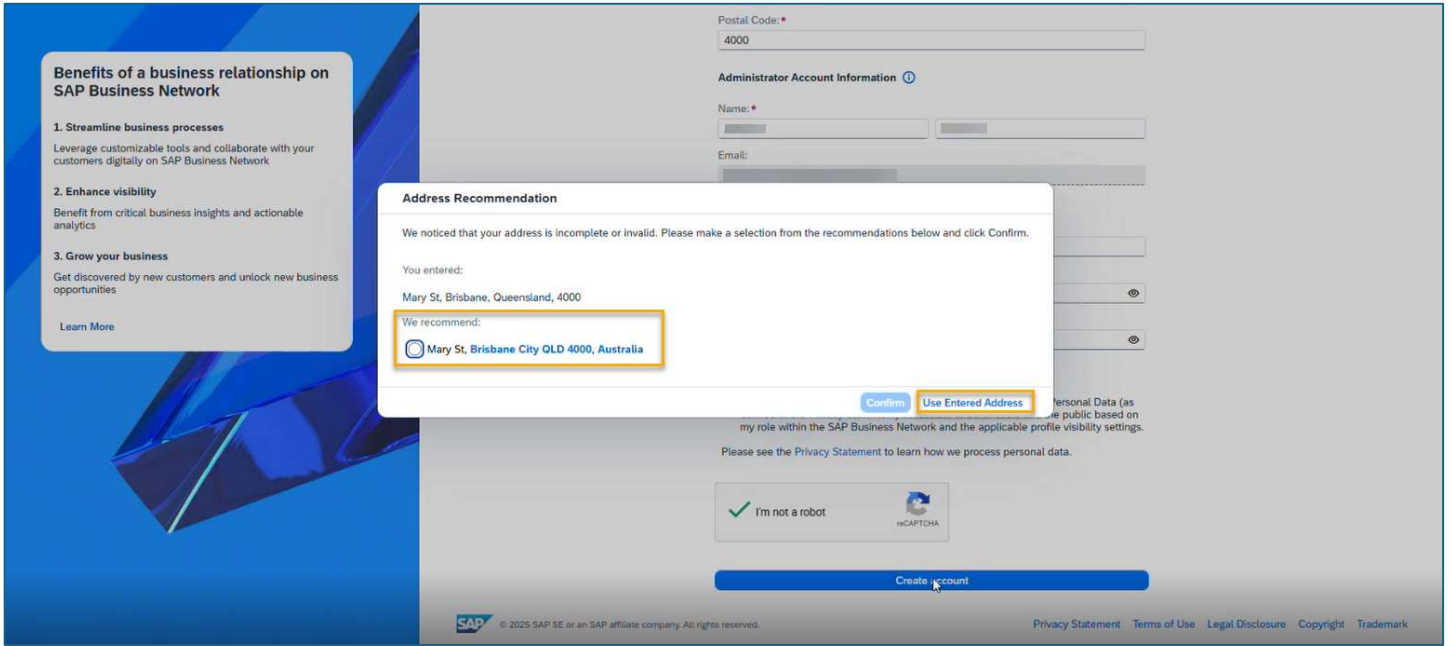 Benefits of a business relationship on
SAP Business Network
1. Streamline business processes
Leverage customizable tools and collaborate with your
customers digitally on SAP Business Network
2. Enhance visibility
Benefit from critical business insights and actionable
analytics
3. Grow your business
Get discovered by new customers and unlock new business
opportunities
Learn More
Postal Code:*
4000
Administrator Account Information
Name:*
Email:
Address Recommendation
We noticed that your address is incomplete or invalid. Please make a selection from the recommendations below and click Confirm.
You entered:
Mary St, Brisbane, Queensland, 4000
We recommend:
Mary St, Brisbane City QLD 4000, Australia
Confirm Use Entered Address
Personal Data (as
the public based on
my role within the SAP Business Network and the applicable profile visibility settings.
Please see the Privacy Statement to learn how we process personal data.
I'm not a robot
reCAPTCHA
Create account
SAP © 2025 SAP SE or an SAP affiliate company. All rights reserved. Privacy Statement Terms of Use Legal Disclosure Copyright Trademark